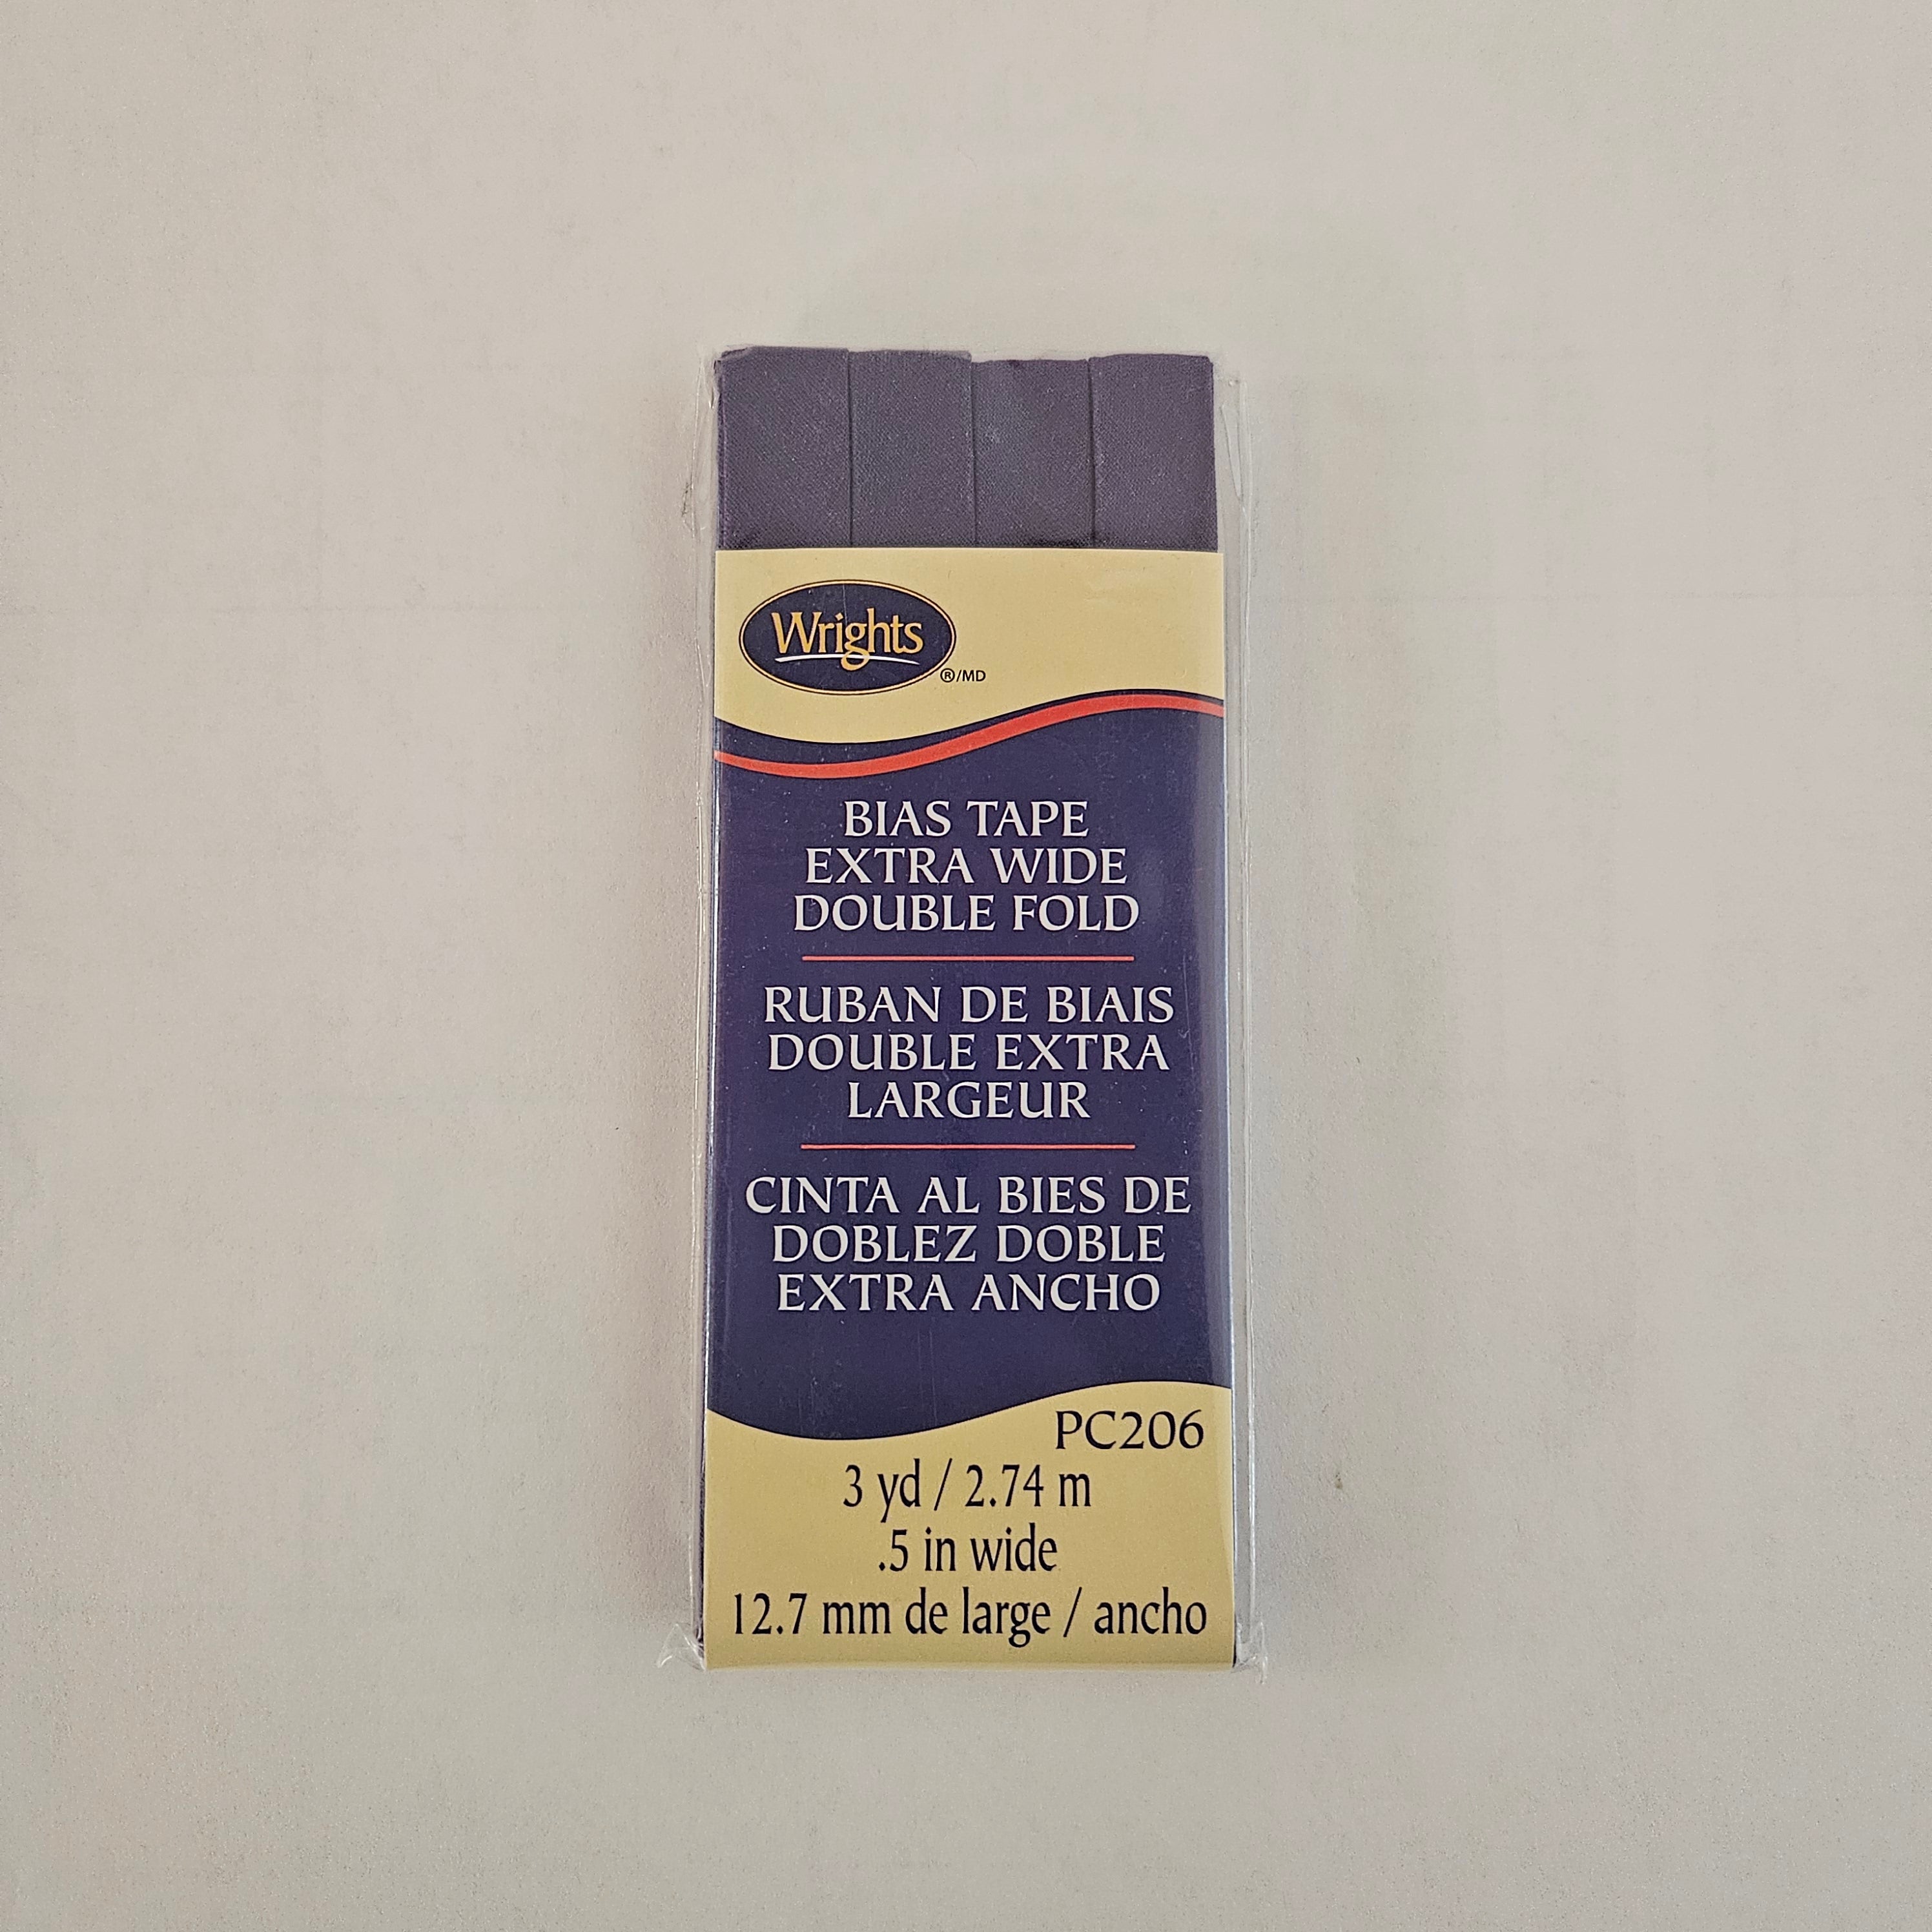 Wrights
®/MD
BIAS TAPE
EXTRA WIDE
DOUBLE FOLD
RUBAN DE BIAIS
DOUBLE EXTRA
LARGEUR
CINTA AL BIES DE
DOBLEZ DOBLE
EXTRA ANCHO
PC206
3 yd / 2.74 m
.5 in wide
12.7 mm de large / ancho